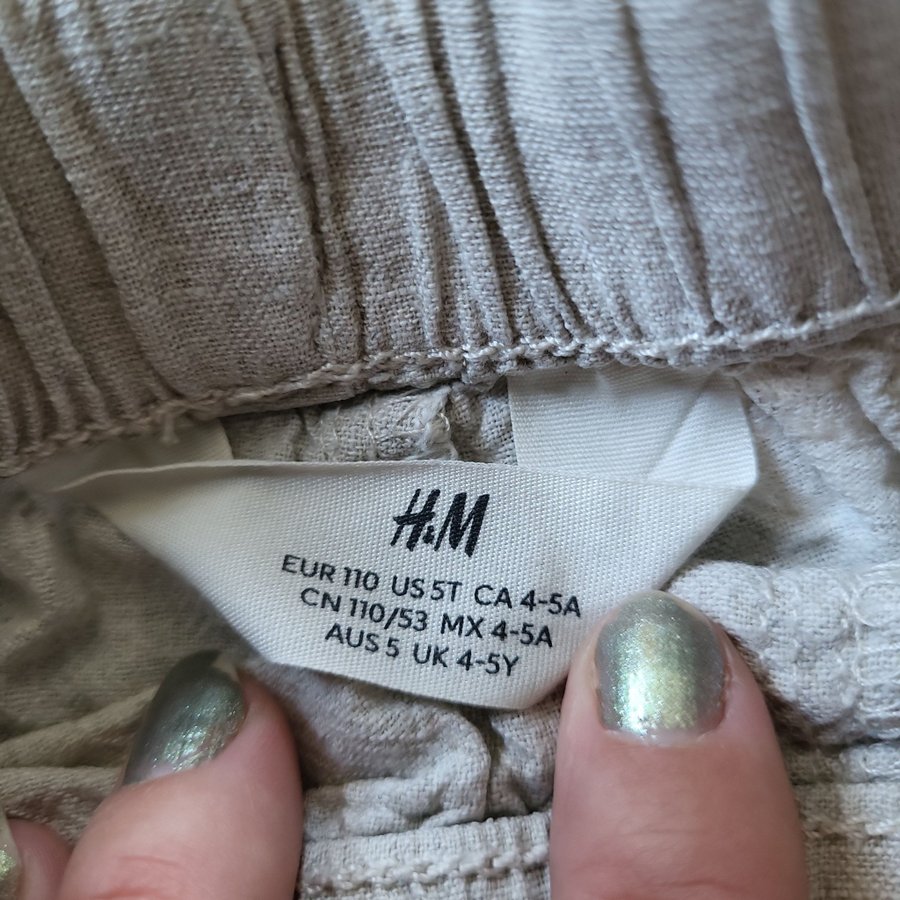 H&M
EUR 110 US 5T CA 4-5A
CN 110/53 MX 4-5A
AUS 5 UK 4-5Y